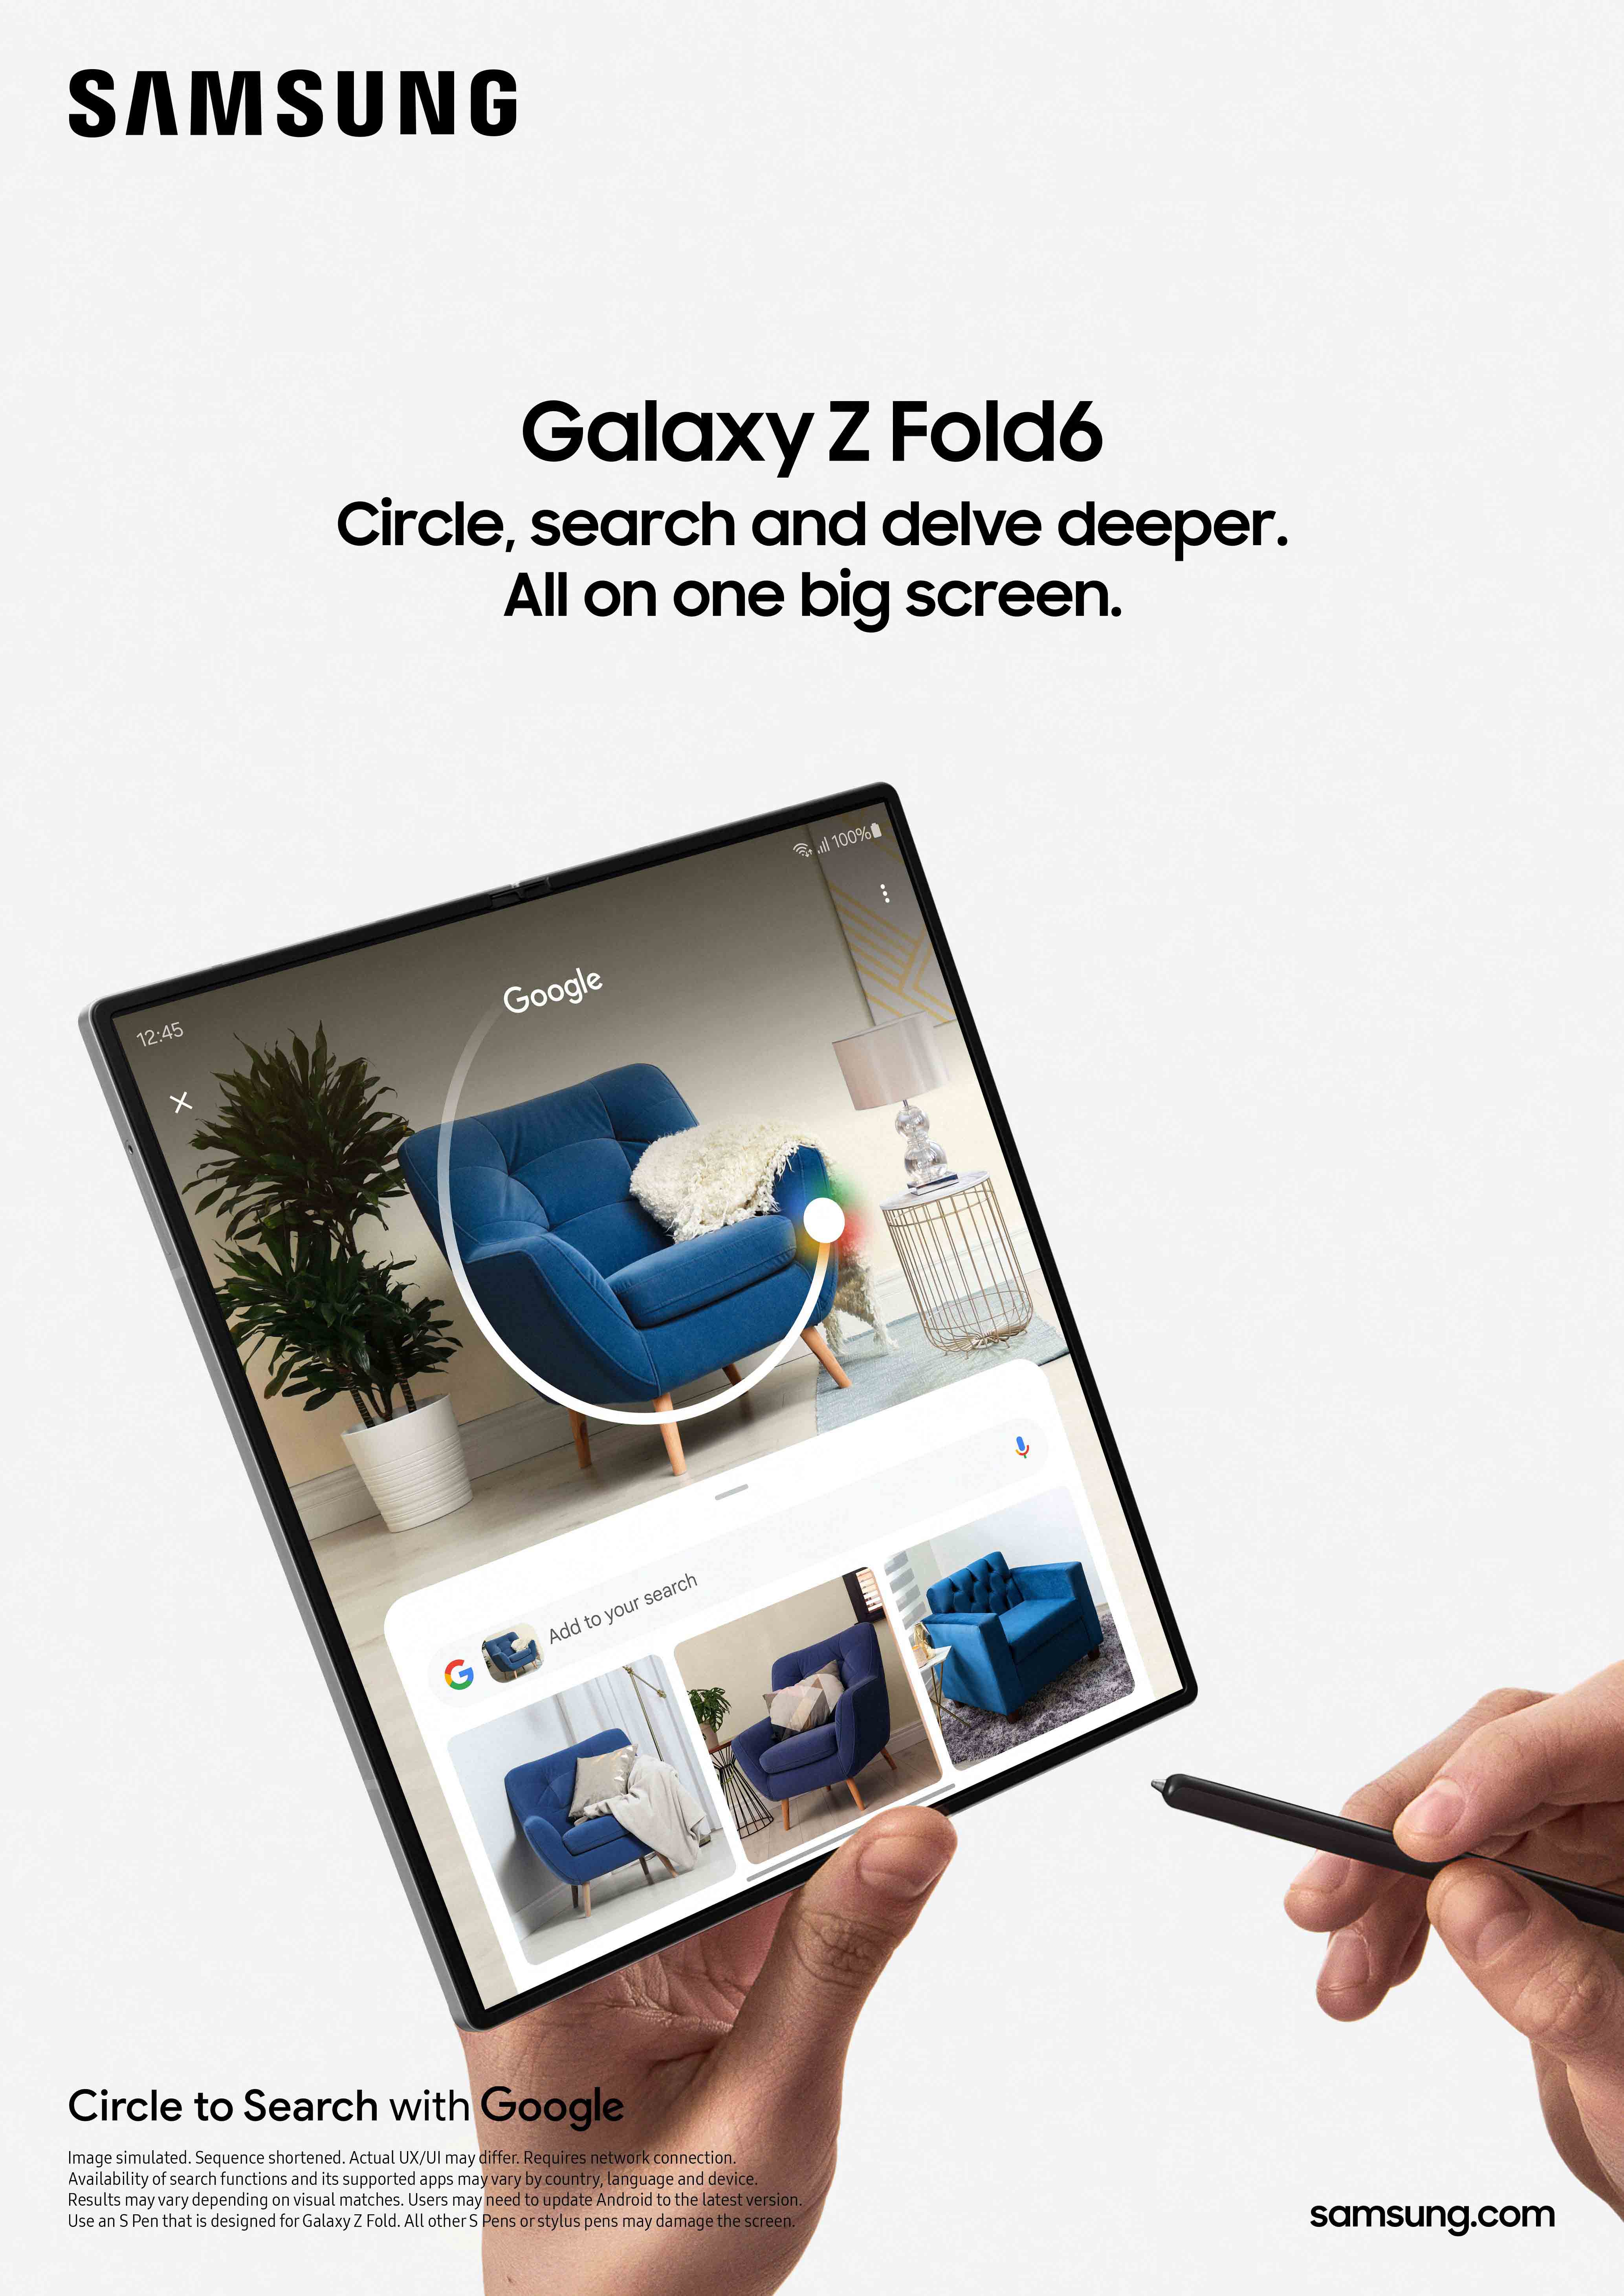 SAMSUNG
Galaxy Z Fold6
Circle, search and delve deeper.
All on one big screen.
100%
12:45
Google
Add to your search
Circle to Search with Google
Image simulated. Sequence shortened. Actual UX/UI may differ. Requires network connection.
Availability of search functions and its supported apps may vary by country, language and device.
Results may vary depending on visual matches. Users may need to update Android to the latest version.
Use an S Pen that is designed for Galaxy Z Fold. All other S Pens or stylus pens may damage the screen.
samsung.com